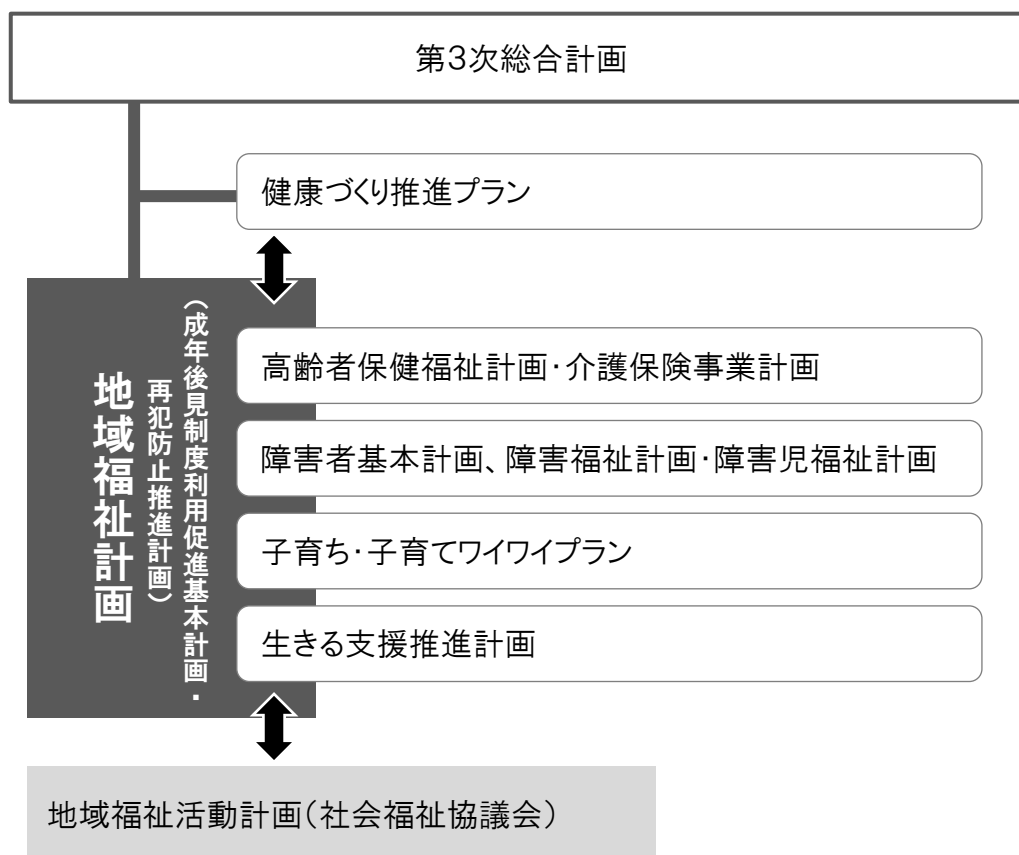 第3次総合計画
健康づくり推進プラン
地域福祉計画
（成年後見制度利用促進基本計画・
再犯防止推進計画）
高齢者保健福祉計画・介護保険事業計画
障害者基本計画、障害福祉計画・障害児福祉計画
子育ち・子育てワイワイプラン
生きる支援推進計画
地域福祉活動計画（社会福祉協議会）